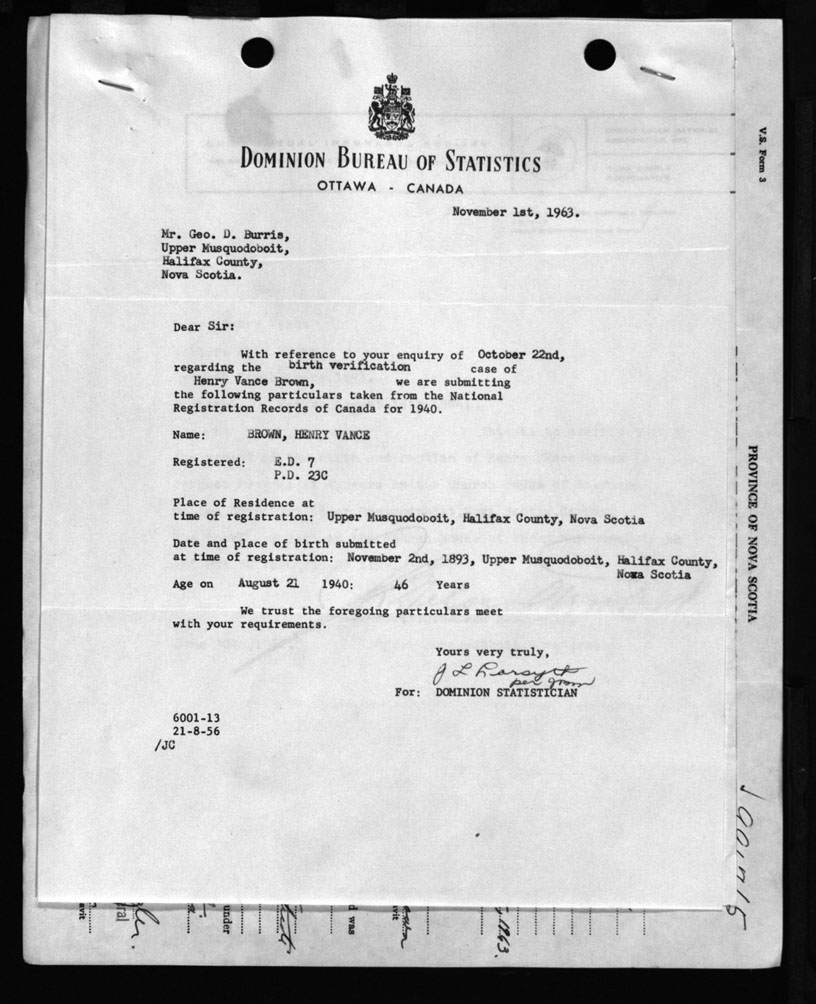 DOMINION BUREAU OF STATISTICS
OTTAWA - CANADA
November 1st, 1963.
Mr. Geo. D. Burris,
Upper Musquodoboit,
Halifax County,
Nova Scotia.
Dear Sir:
With reference to your enquiry of October 22nd,
regarding the birth verification case of
Henry Vance Brown, we are submitting
the following particulars taken from the National
Registration Records of Canada for 1940.
Name: BROWN, HENRY VANCE
Registered: E.D. 7
P.D. 23C
Place of Residence at
time of registration: Upper Musquodoboit, Halifax County, Nova Scotia
Date and place of birth submitted
at time of registration: November 2nd, 1893, Upper Musquodoboit, Halifax County,
Nova Scotia
Age on August 21 1940: 46 Years
We trust the foregoing particulars meet
with your requirements.
Yours very truly,
J L Forsyth
per
For: DOMINION STATISTICIAN
6001-13
21-8-56
/JC
V.S. Form 3
PROVINCE OF NOVA SCOTIA
under
d was
1963.